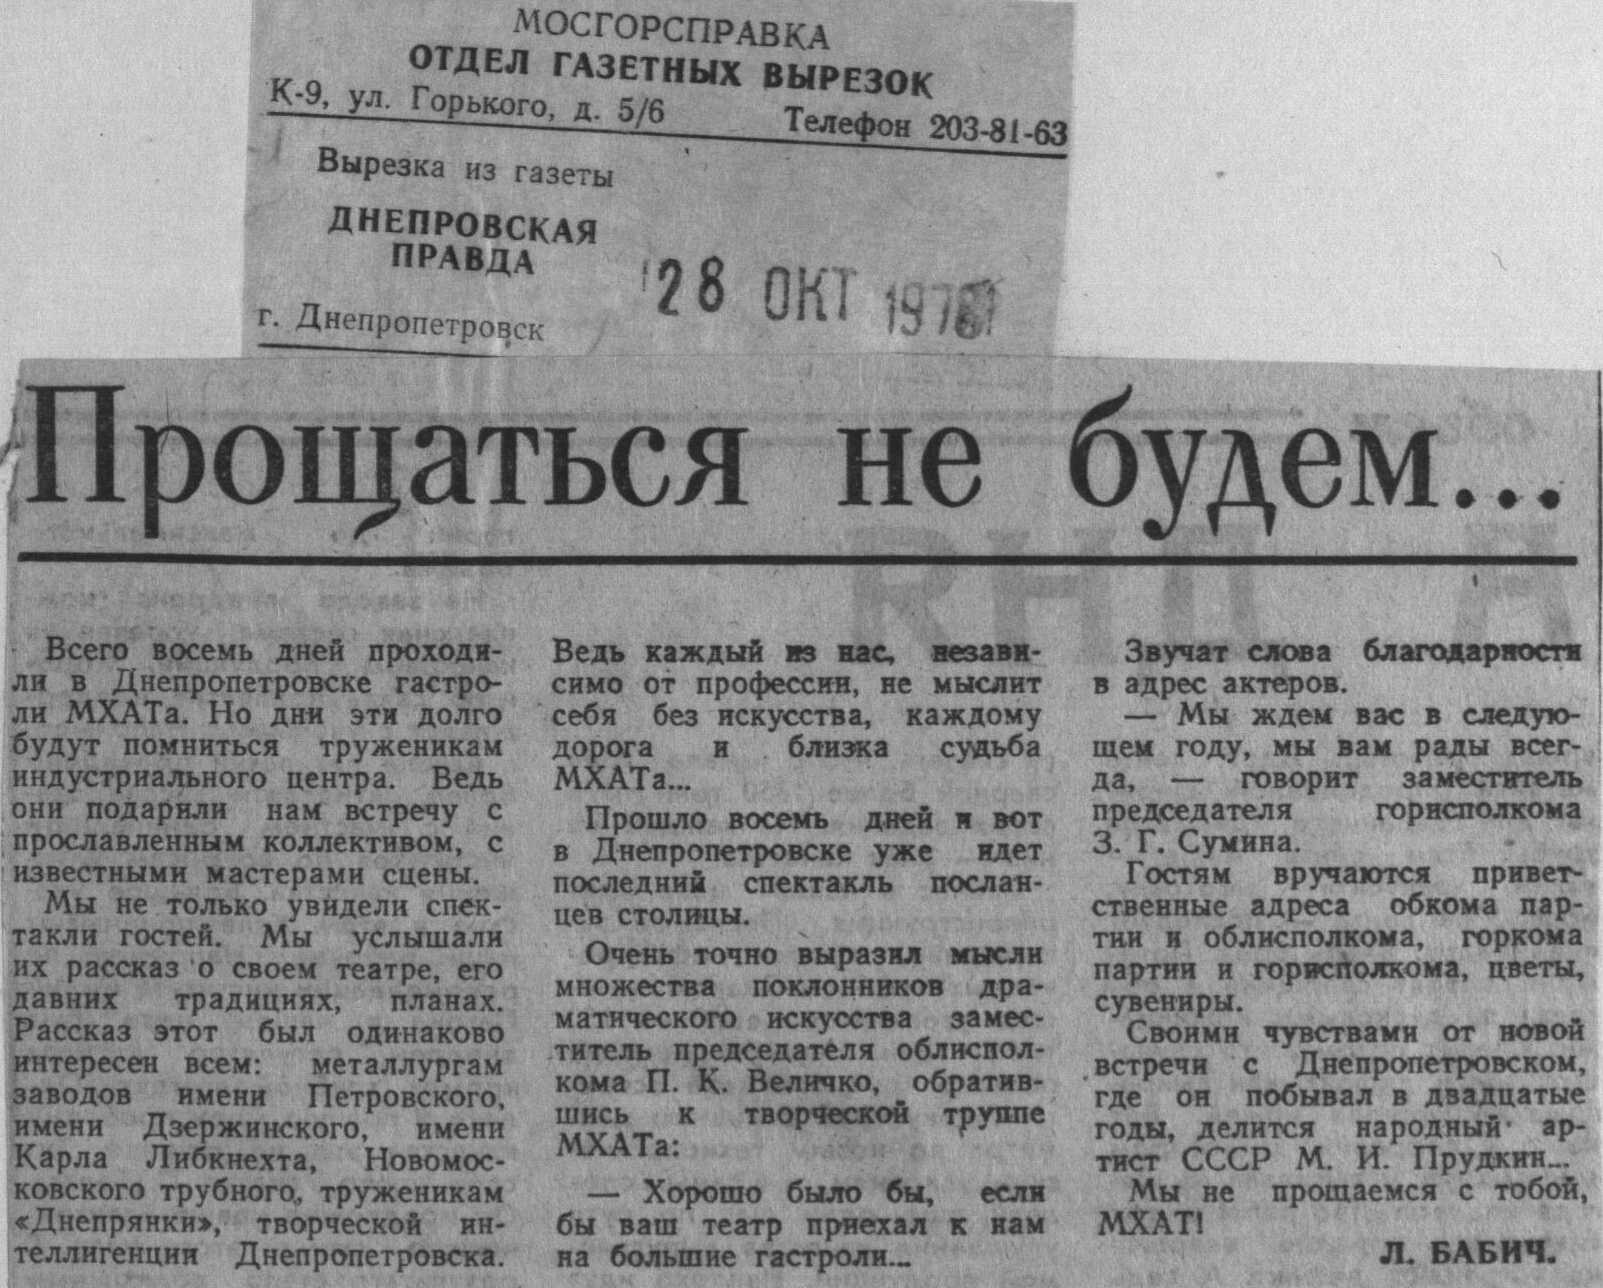 МОСГОРСПРАВКА
ОТДЕЛ ГАЗЕТНЫХ ВЫРЕЗОК
К-9, ул. Горького, д. 5/6 Телефон 203-81-63
Вырезка из газеты
ДНЕПРОВСКАЯ
ПРАВДА
28 ОКТ
г. Днепропетровск
Прощаться не будем...
Всего восемь дней проходи-
ли в Днепропетровске гастро-
ли МХАТа. Но дни эти долго
будут помниться труженикам
индустриального центра. Ведь
они подарили нам встречу с
прославленным коллективом, с
известными мастерами сцены.
Мы не только увидели спек-
такли гостей. Мы услышали
их рассказ о своем театре, его
давних традициях, планах.
Рассказ этот был одинаково
интересен всем: металлургам
заводов имени Петровского,
имени Дзержинского, имени
Карла Либкнехта, Новомос-
ковского трубного, труженикам
«Днепрянки», творческой ин-
теллигенции Днепропетровска.
Ведь каждый из нас, незави-
симо от профессии, не мыслит
себя без искусства, каждому
дорога и близка судьба
МХАТа...
Прошло восемь дней и вот
в Днепропетровске уже идет
последний спектакль послан-
цев столицы.
Очень точно выразил мысли
множества поклонников дра-
матического искусства замес-
титель председателя облиспол-
кома П. К. Величко, обратив-
шись к творческой труппе
МХАТа:
— Хорошо было бы, если
бы ваш театр приехал к нам
на большие гастроли...
Звучат слова благодарности
в адрес актеров.
— Мы ждем вас в следую-
щем году, мы вам рады всег-
да, — говорит заместитель
председателя горисполкома
З. Г. Сумина.
Гостям вручаются привет-
ственные адреса обкома пар-
тии и облисполкома, горкома
партии и горисполкома, цветы,
сувениры.
Своими чувствами от новой
встречи с Днепропетровском,
где он побывал в двадцатые
годы, делится народный ар-
тист СССР М. И. Прудкин...
Мы не прощаемся с тобой,
МХАТ!
Л. БАБИЧ.